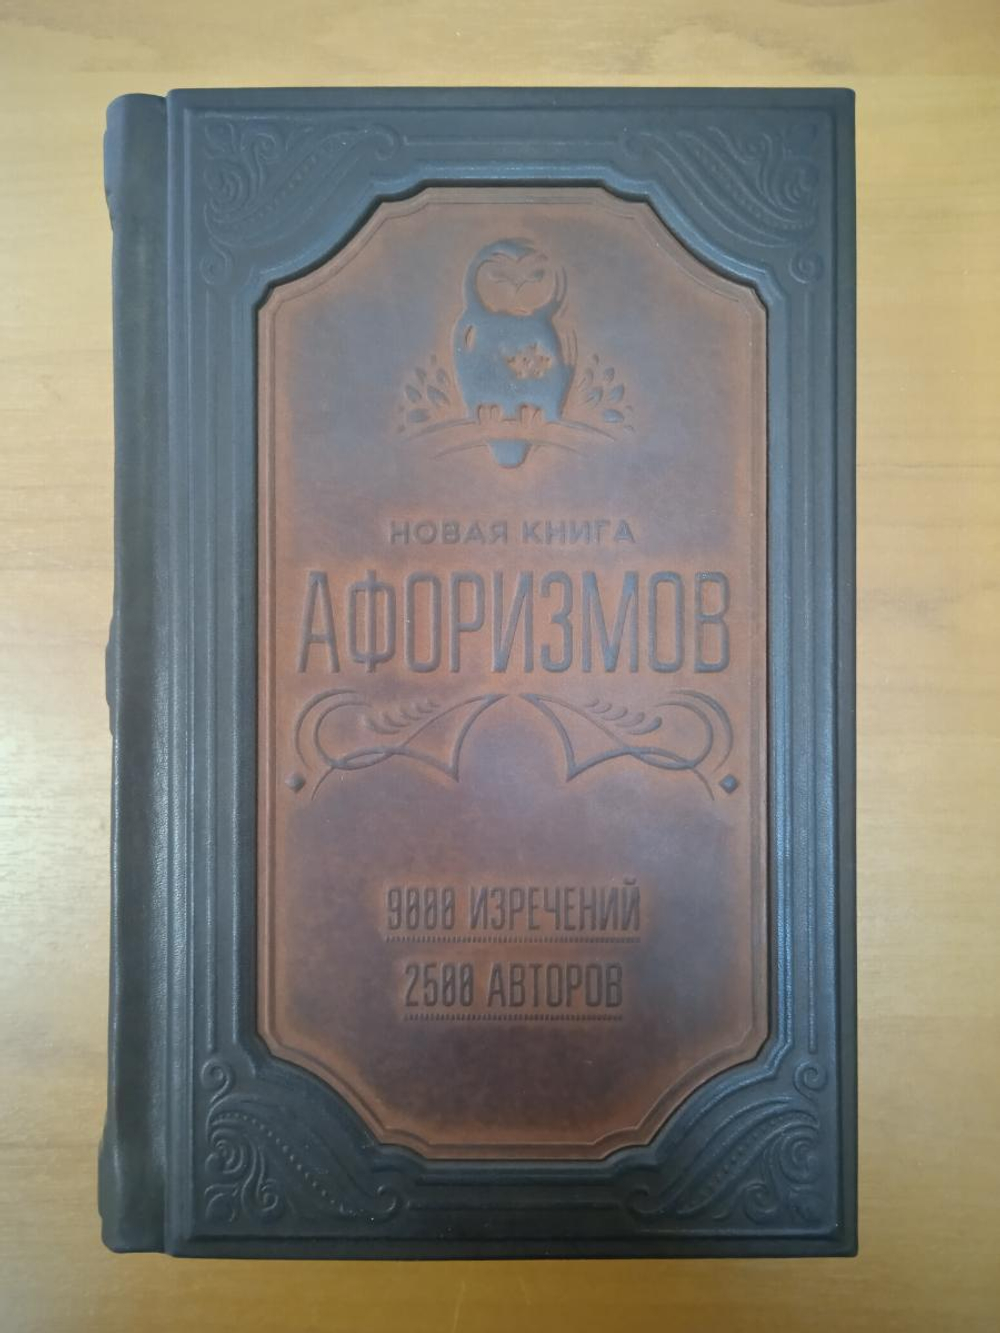 НОВАЯ КНИГА
АФОРИЗМОВ
9000 ИЗРЕЧЕНИЙ
2500 АВТОРОВ